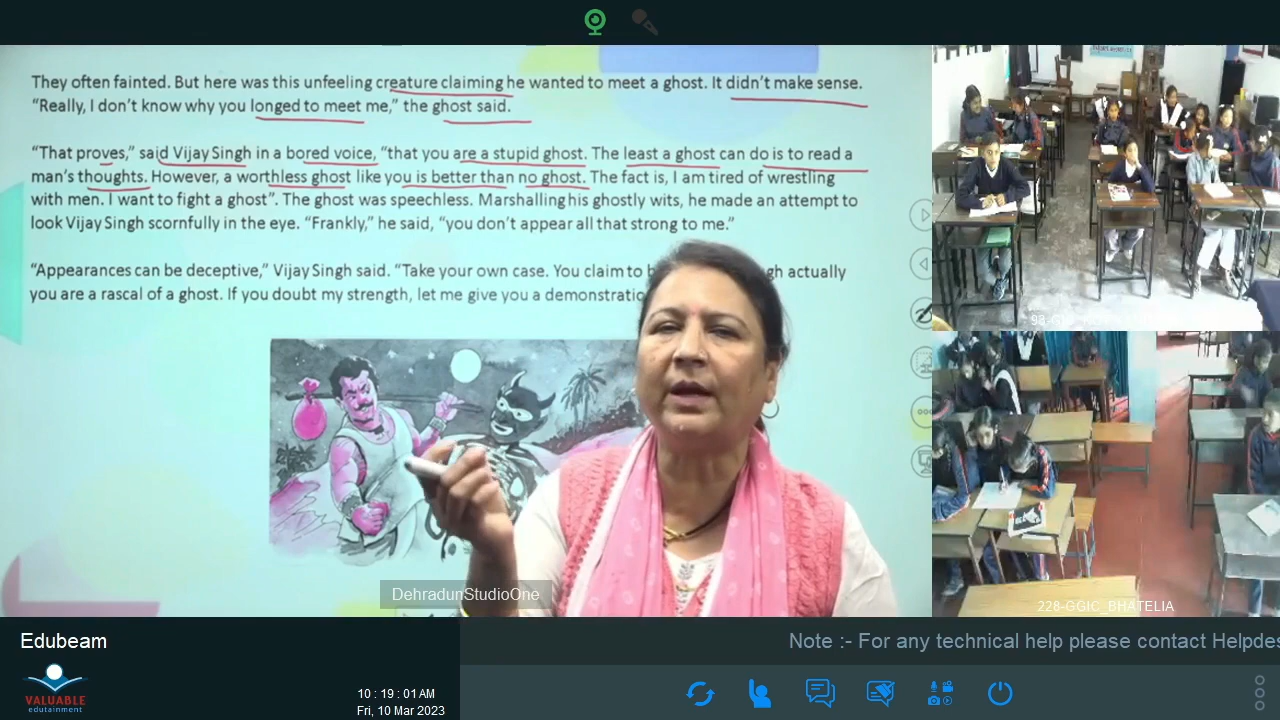 They often fainted. But here was this unfeeling creature claiming he wanted to meet a ghost. It didn't make sense.
“Really, I don't know why you longed to meet me,” the ghost said.
“That proves,” said Vijay Singh in a bored voice, “that you are a stupid ghost. The least a ghost can do is to read a
man's thoughts. However, a worthless ghost like you is better than no ghost. The fact is, I am tired of wrestling
with men. I want to fight a ghost”. The ghost was speechless. Marshalling his ghostly wits, he made an attempt to
look Vijay Singh scornfully in the eye. “Frankly,” he said, “you don't appear all that strong to me.”
“Appearances can be deceptive,” Vijay Singh said. “Take your own case. You claim to actually
you are a rascal of a ghost. If you doubt my strength, let me give you a
DehradunStudioOne
228-GGIC_BHATELIA
Edubeam
Note :- For any technical help please contact
VALUABLE
edutainment
10 : 19 : 01 AM
Fri, 10 Mar 2023